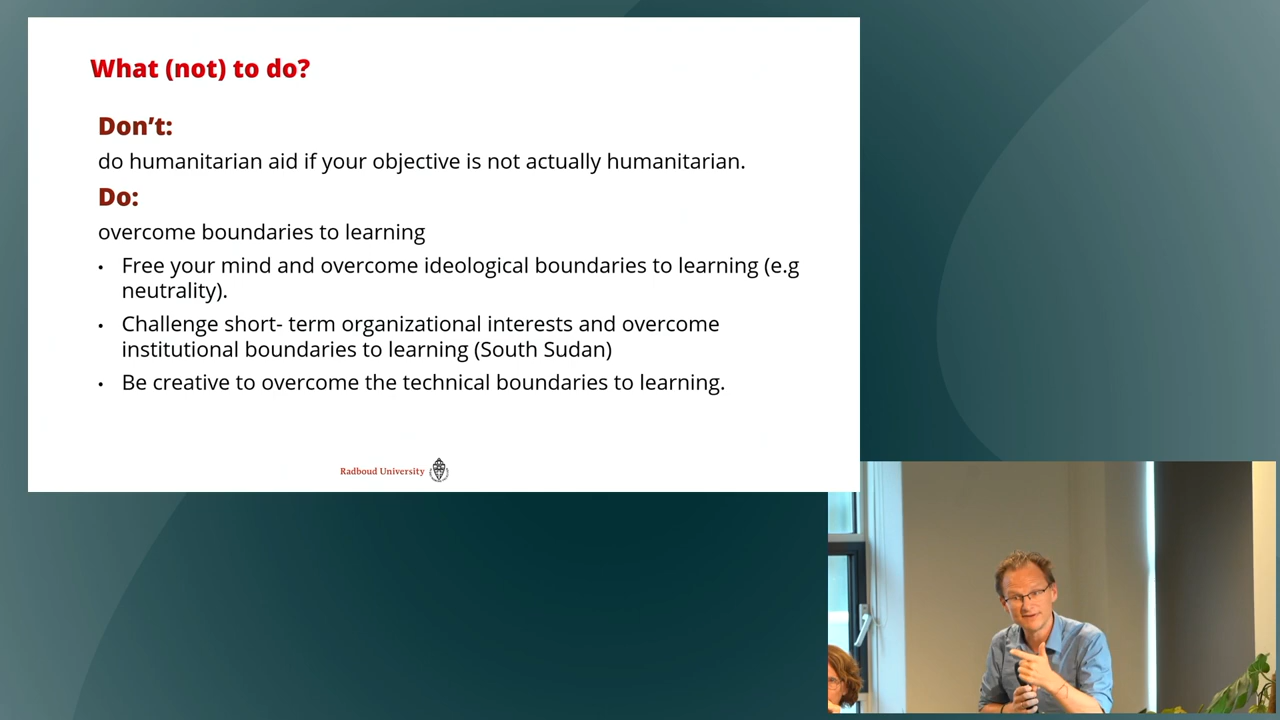 What (not) to do?
Don’t:
do humanitarian aid if your objective is not actually humanitarian.
Do:
overcome boundaries to learning
• Free your mind and overcome ideological boundaries to learning (e.g
neutrality).
• Challenge short- term organizational interests and overcome
institutional boundaries to learning (South Sudan)
• Be creative to overcome the technical boundaries to learning.
Radboud University